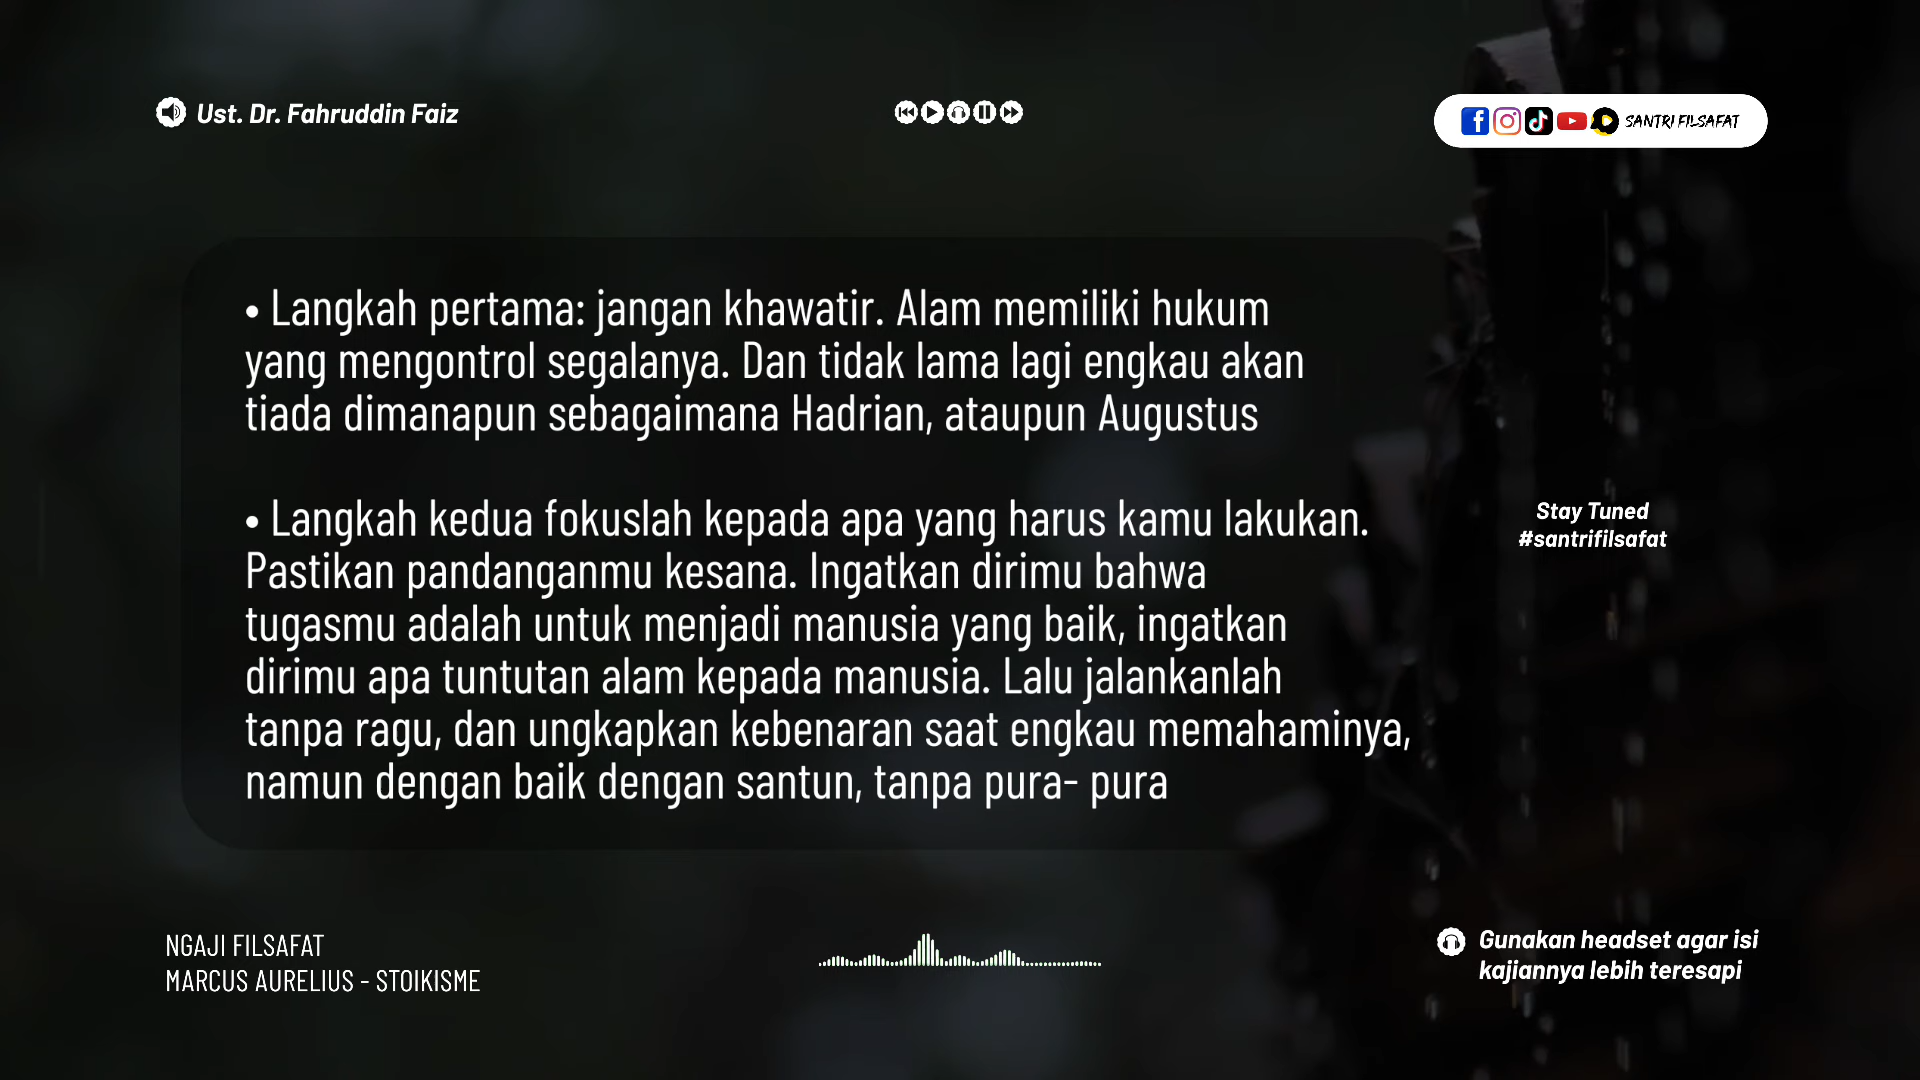 Ust. Dr. Fahruddin Faiz
SANTRI FILSAFAT
• Langkah pertama: jangan khawatir. Alam memiliki hukum
yang mengontrol segalanya. Dan tidak lama lagi engkau akan
tiada dimanapun sebagaimana Hadrian, ataupun Augustus
• Langkah kedua fokuslah kepada apa yang harus kamu lakukan.
Pastikan pandanganmu kesana. Ingatkan dirimu bahwa
tugasmu adalah untuk menjadi manusia yang baik, ingatkan
dirimu apa tuntutan alam kepada manusia. Lalu jalankanlah
tanpa ragu, dan ungkapkan kebenaran saat engkau memahaminya,
namun dengan baik dengan santun, tanpa pura- pura
Stay Tuned
#santrifilsafat
NGAJI FILSAFAT
MARCUS AURELIUS - STOIKISME
Gunakan headset agar isi
kajiannya lebih teresapi